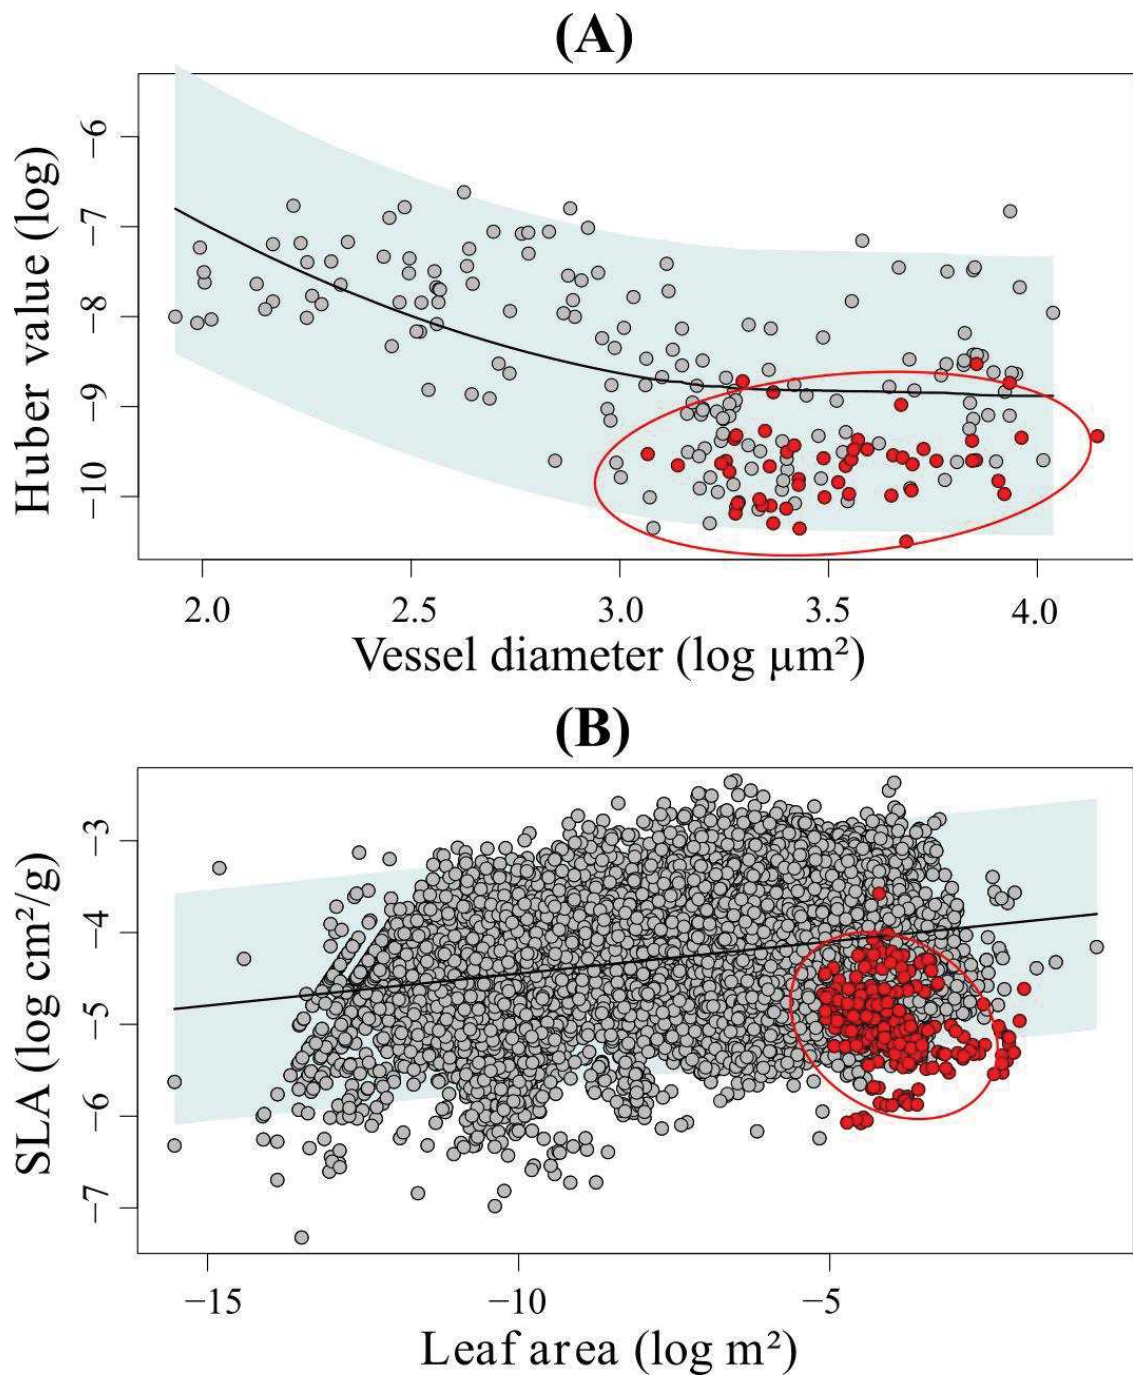 (A)
Huber value (log)
−6
−7
−8
−9
−10
2.0 2.5 3.0 3.5 4.0
Vessel diameter (log µm²)
(B)
SLA (log cm²/g)
−3
−4
−5
−6
−7
−15 −10 −5
Leaf area (log m²)